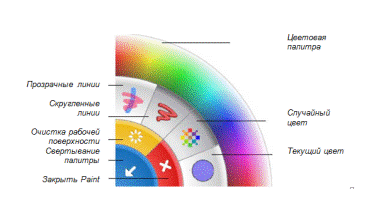 Цветовая
палитра
Прозрачные линии
Скругленные
линии
Случайный
цвет
Очистка рабочей
поверхности
Свертывание
палитры
Текущий цвет
Закрыть Paint